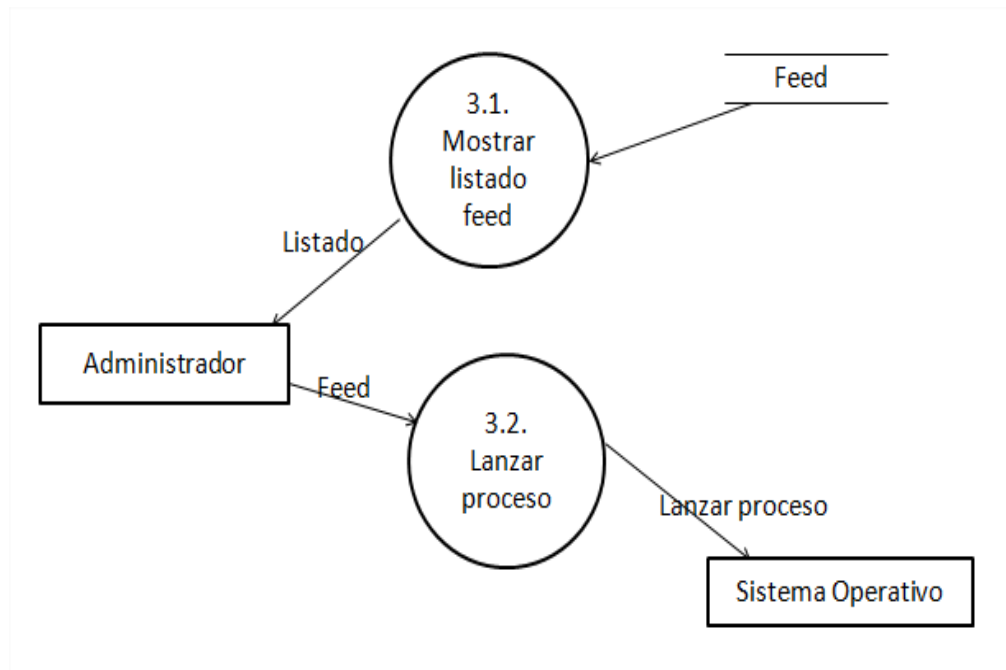 Feed
3.1.
Mostrar
listado
feed
Listado
Administrador
Feed
3.2.
Lanzar
proceso
Lanzar proceso
Sistema Operativo